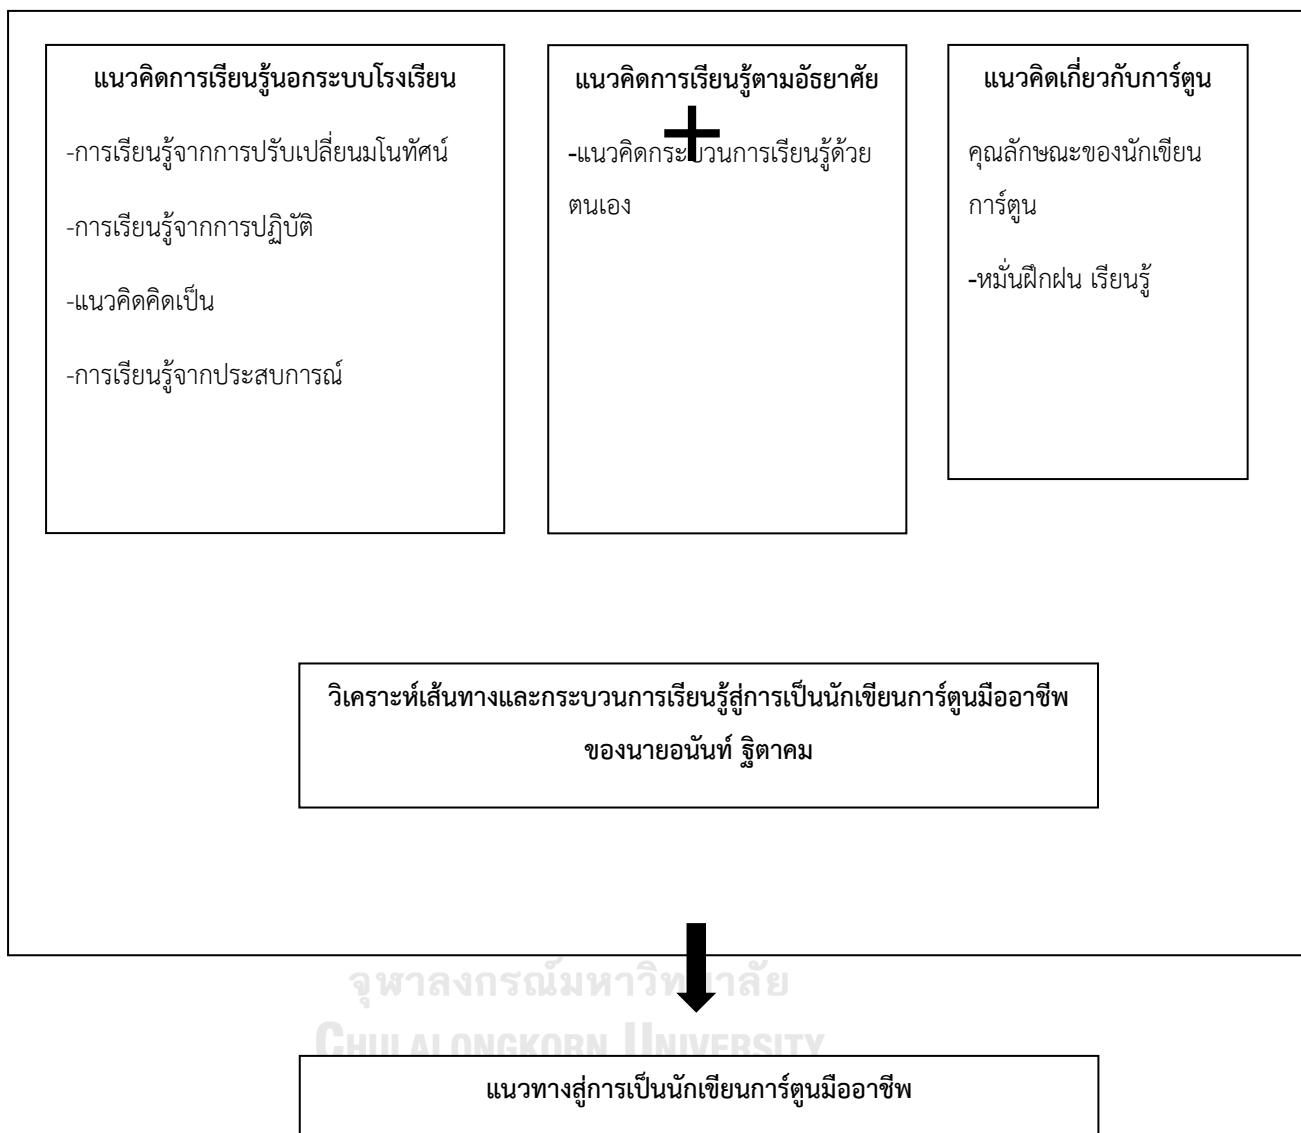 แนวคิดการเรียนรู้นอกระบบโรงเรียน
-การเรียนรู้จากการปรับเปลี่ยนมโนทัศน์
-การเรียนรู้จากการปฏิบัติ
-แนวคิดคิดเป็น
-การเรียนรู้จากประสบการณ์
แนวคิดการเรียนรู้ตามอัธยาศัย
-แนวคิดกระบวนการเรียนรู้ด้วย
ตนเอง
แนวคิดเกี่ยวกับการ์ตูน
คุณลักษณะของนักเขียน
การ์ตูน
-หมั่นฝึกฝน เรียนรู้
วิเคราะห์เส้นทางและกระบวนการเรียนรู้สู่การเป็นนักเขียนการ์ตูนมืออาชีพ
ของนายอนันท์ ฐิตาคม
จุฬาลงกรณ์มหาวิทยาลัย
CHULALONGKORN UNIVERSITY
แนวทางสู่การเป็นนักเขียนการ์ตูนมืออาชีพ